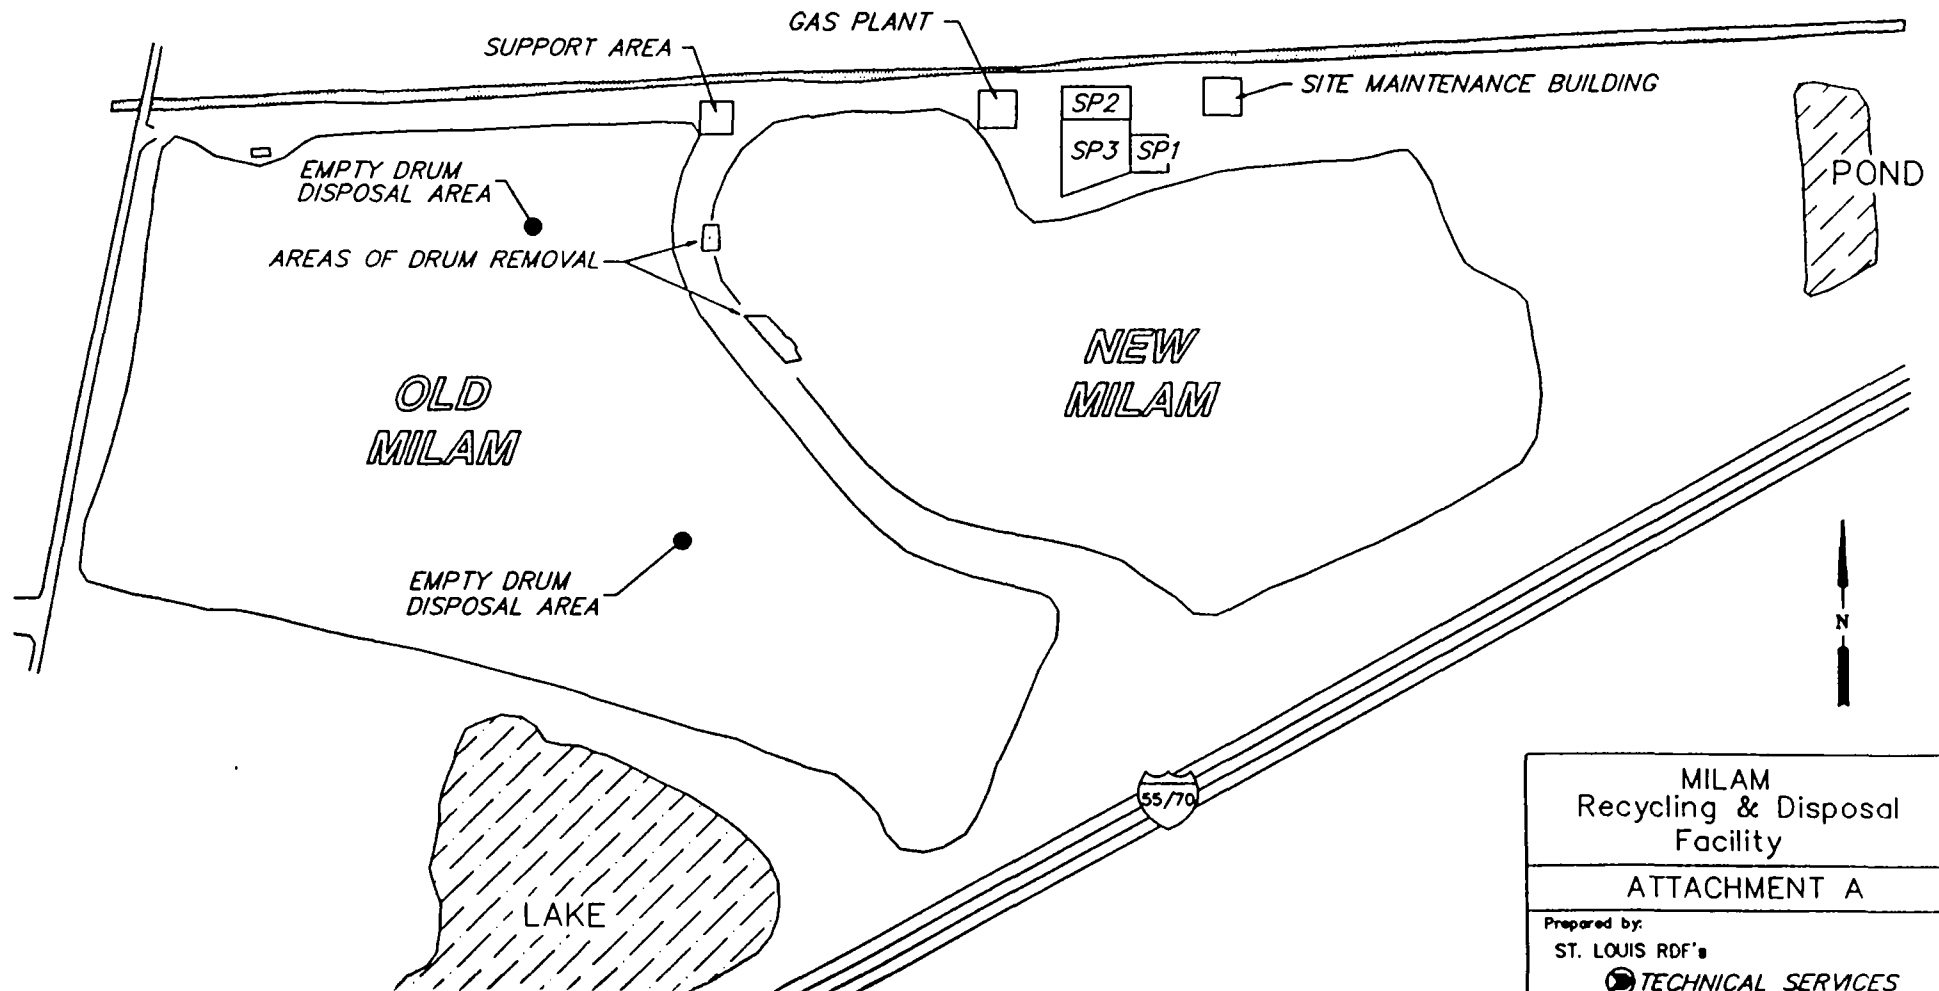 GAS PLANT
SUPPORT AREA
SITE MAINTENANCE BUILDING
SP2
SP3
SP1
EMPTY DRUM
DISPOSAL AREA
POND
AREAS OF DRUM REMOVAL
NEW
MILAM
OLD
MILAM
EMPTY DRUM
DISPOSAL AREA
N
55/70
LAKE
MILAM
Recycling & Disposal
Facility
ATTACHMENT A
Prepared by:
ST. LOUIS RDF's
TECHNICAL SERVICES